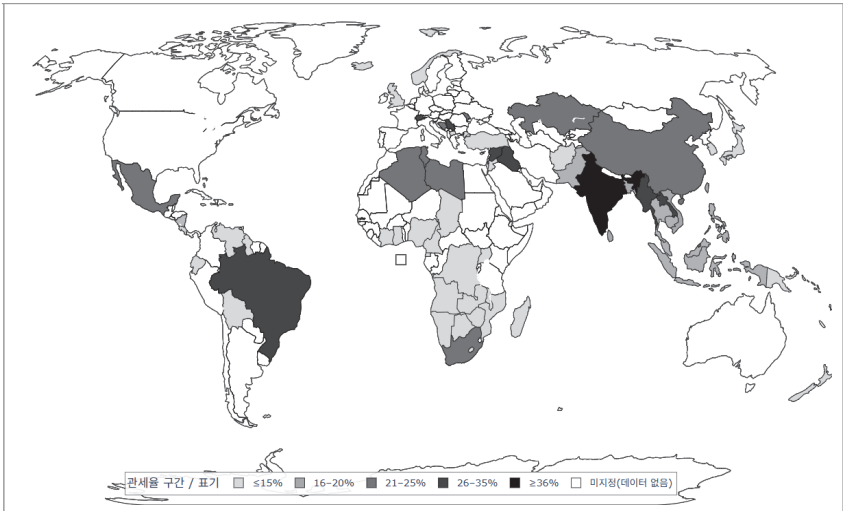 관세율 구간 / 표기 ≤15% 16-20% 21-25% 26-35% ≥36% 미지정(데이터 없음)